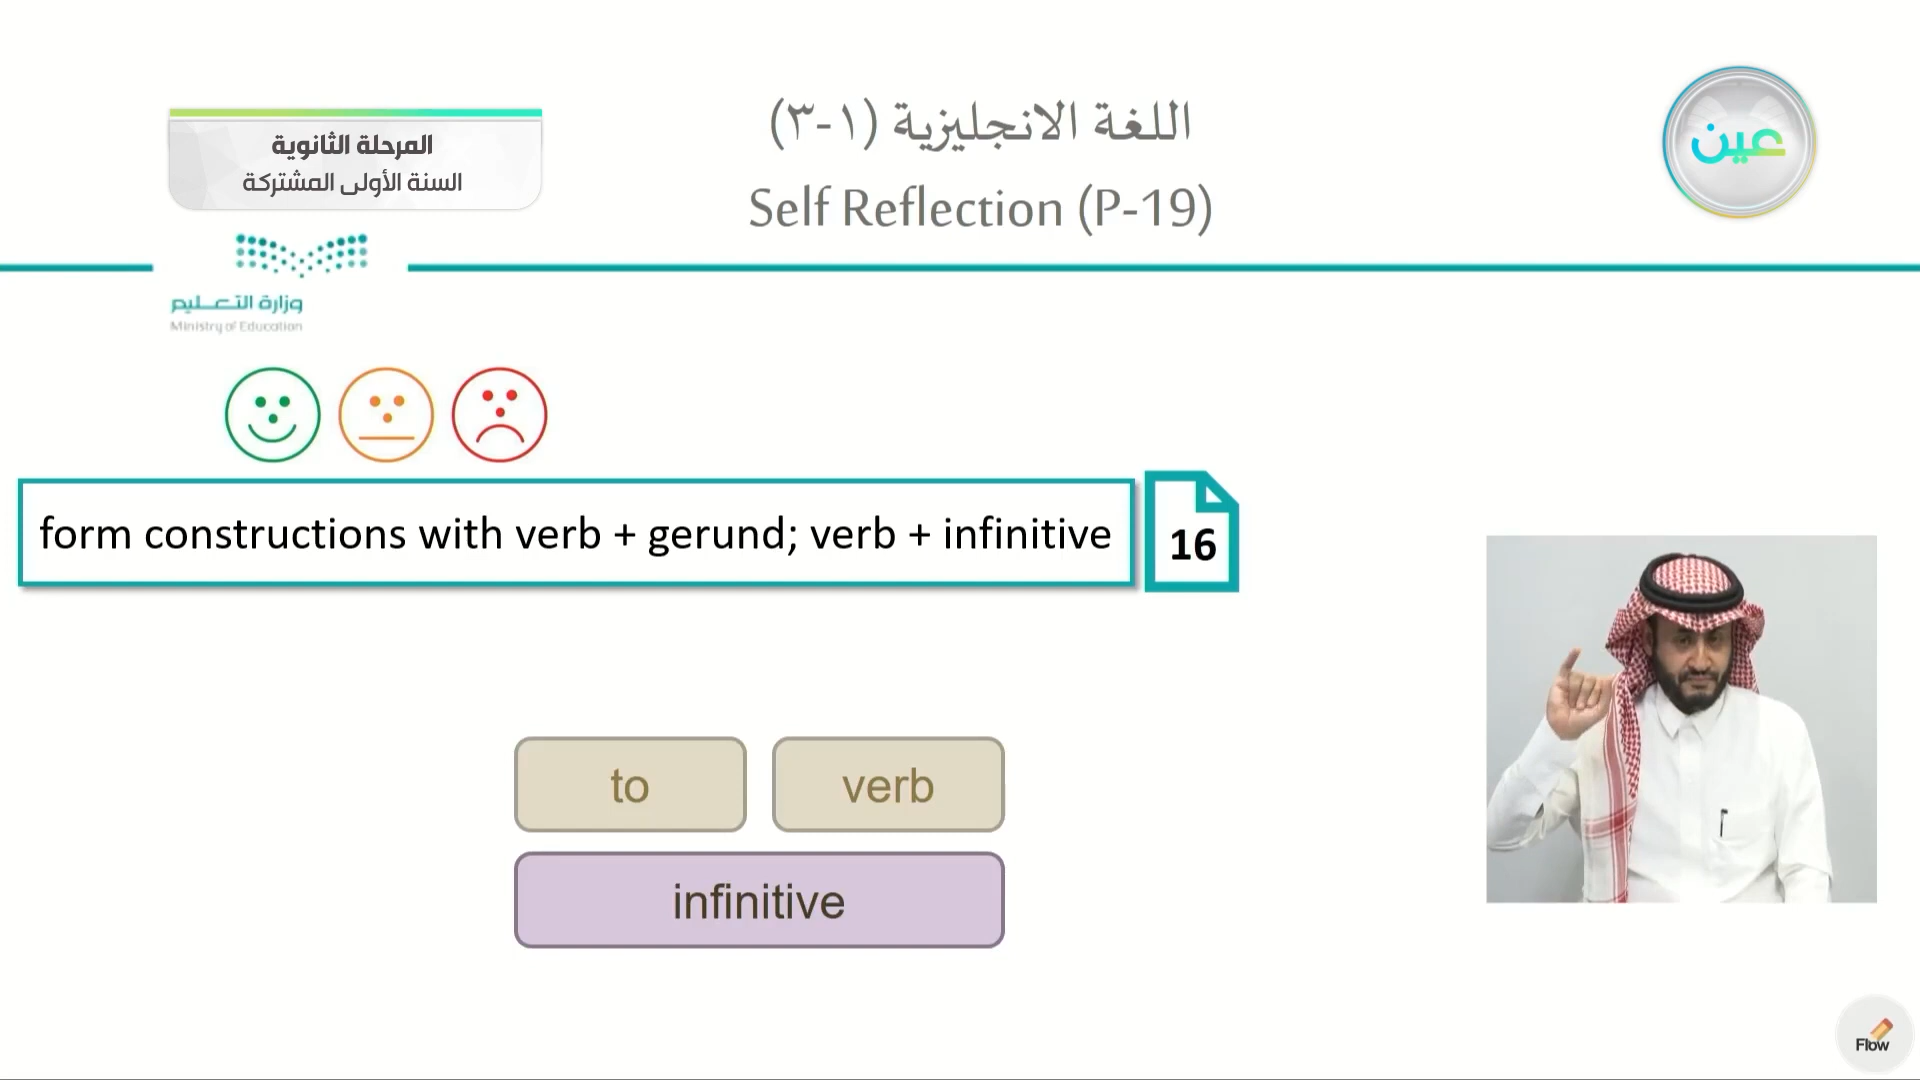 المرحلة الثانوية
السنة الأولى المشتركة
اللغة الانجليزية (١-٣)
Self Reflection (P-19)
عين
وزارة التعليم
Ministry of Education
form constructions with verb + gerund; verb + infinitive
16
to
verb
infinitive
Flow